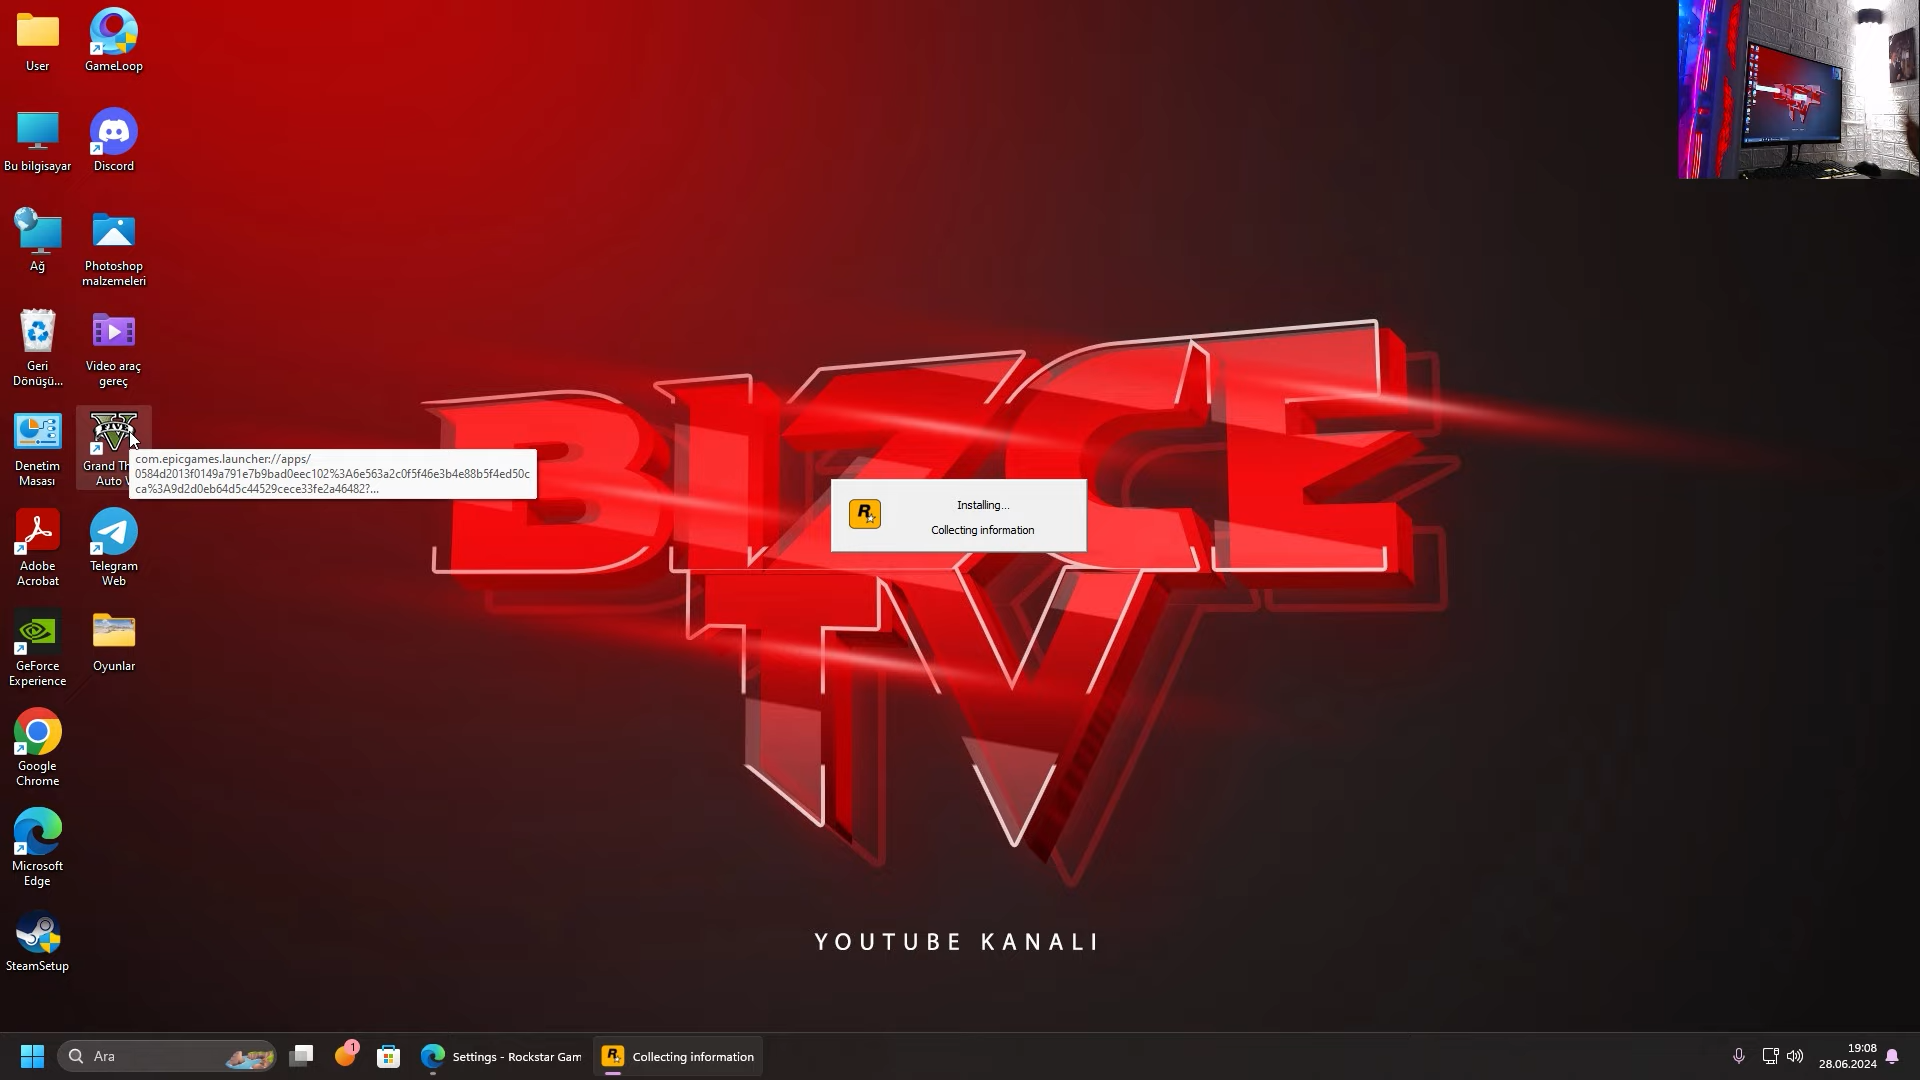 User
GameLoop
Bu bilgisayar
Discord
Ağ
Photoshop
malzemeleri
Geri
Dönüşü...
Video araç
gereç
Denetim
Masası
Grand Th
Auto V
com.epicgames.launcher://apps/
0584d2013f0149a791e7b9bad0eec102%3A6e563a2c0f5f46e3b4e88b5f4ed50c
ca%3A9d2d0eb64d5c44529cece33fe2a46482?...
Adobe
Acrobat
Telegram
Web
GeForce
Experience
Oyunlar
Google
Chrome
Microsoft
Edge
SteamSetup
BIZCE
TV
YOUTUBE KANALI
Installing...
Collecting information
Ara
1
Settings - Rockstar Gam
Collecting information
19:08
28.06.2024